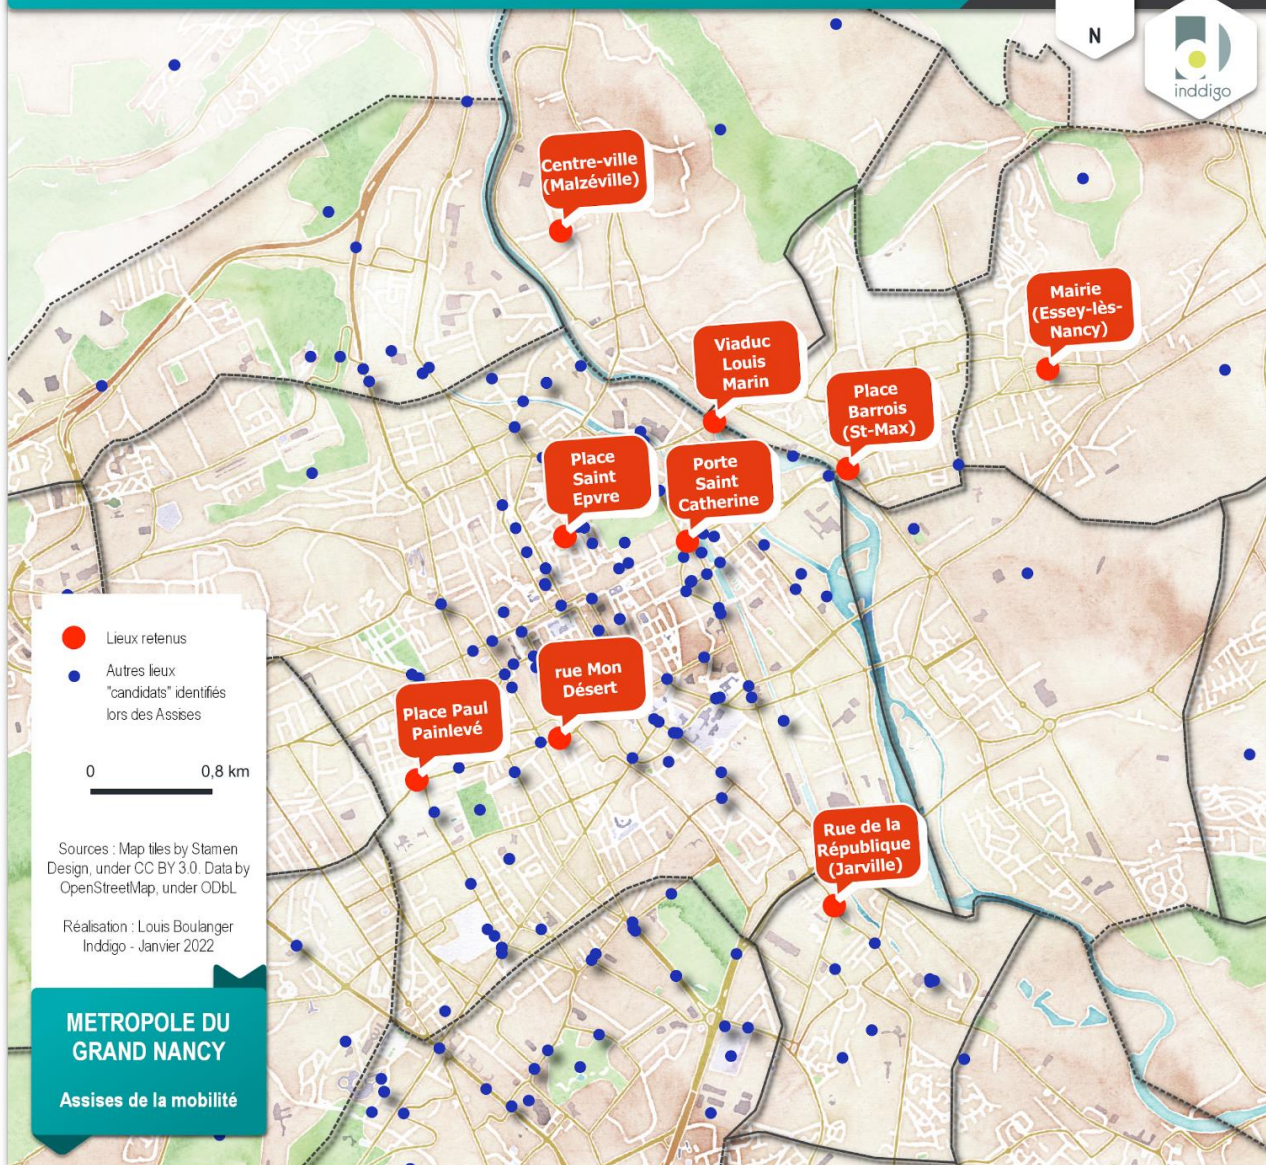 N
inddigo
Centre-ville
(Malzéville)
Mairie
(Essey-lès-
Nancy)
Viaduc
Louis
Marin
Place
Barrois
(St-Max)
Place
Saint
Epvre
Porte
Saint
Catherine
rue Mon
Désert
Place Paul
Painlevé
Rue de la
République
(Jarville)
Lieux retenus
Autres lieux
"candidats" identifiés
lors des Assises
0 0,8 km
Sources : Map tiles by Stamen
Design, under CC BY 3.0. Data by
OpenStreetMap, under ODbL
Réalisation : Louis Boulanger
Inddigo - Janvier 2022
METROPOLE DU
GRAND NANCY
Assises de la mobilité